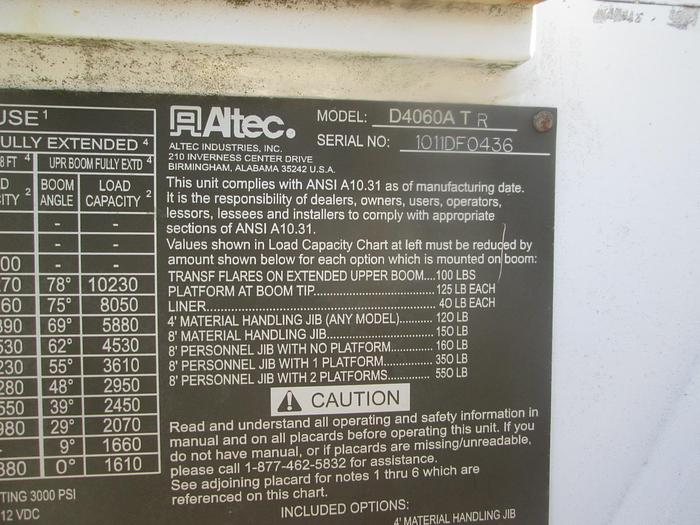 USE¹
FULLY EXTENDED ⁴
8 FT ⁴ UPR BOOM FULLY EXTD ⁴
BOOM ANGLE LOAD CAPACITY ²
- -
- -
00 - -
70 78° 10230
60 75° 8050
890 69° 5880
530 62° 4530
230 55° 3610
280 48° 2950
550 39° 2450
980 29° 2070
- 9° 1660
880 0° 1610
TING 3000 PSI
12 VDC
Altec.
ALTEC INDUSTRIES, INC.
210 INVERNESS CENTER DRIVE
BIRMINGHAM, ALABAMA 35242 U.S.A.
MODEL: D4060A T R
SERIAL NO: 1011DF0436
This unit complies with ANSI A10.31 as of manufacturing date.
It is the responsibility of dealers, owners, users, operators,
lessors, lessees and installers to comply with appropriate
sections of ANSI A10.31.
Values shown in Load Capacity Chart at left must be reduced by
amount shown below for each option which is mounted on boom:
TRANSF FLARES ON EXTENDED UPPER BOOM....100 LBS
PLATFORM AT BOOM TIP.............................. 125 LB EACH
LINER......................................................... 40 LB EACH
4' MATERIAL HANDLING JIB (ANY MODEL).......... 120 LB
8' MATERIAL HANDLING JIB............................ 150 LB
8' PERSONNEL JIB WITH NO PLATFORM........... 160 LB
8' PERSONNEL JIB WITH 1 PLATFORM............. 350 LB
8' PERSONNEL JIB WITH 2 PLATFORMS........... 550 LB
CAUTION
Read and understand all operating and safety information in
manual and on all placards before operating this unit. If you
do not have manual, or if placards are missing/unreadable,
please call 1-877-462-5832 for assistance.
See adjoining placard for notes 1 thru 6 which are
referenced on this chart.
INCLUDED OPTIONS:
4' MATERIAL HANDLING JIB